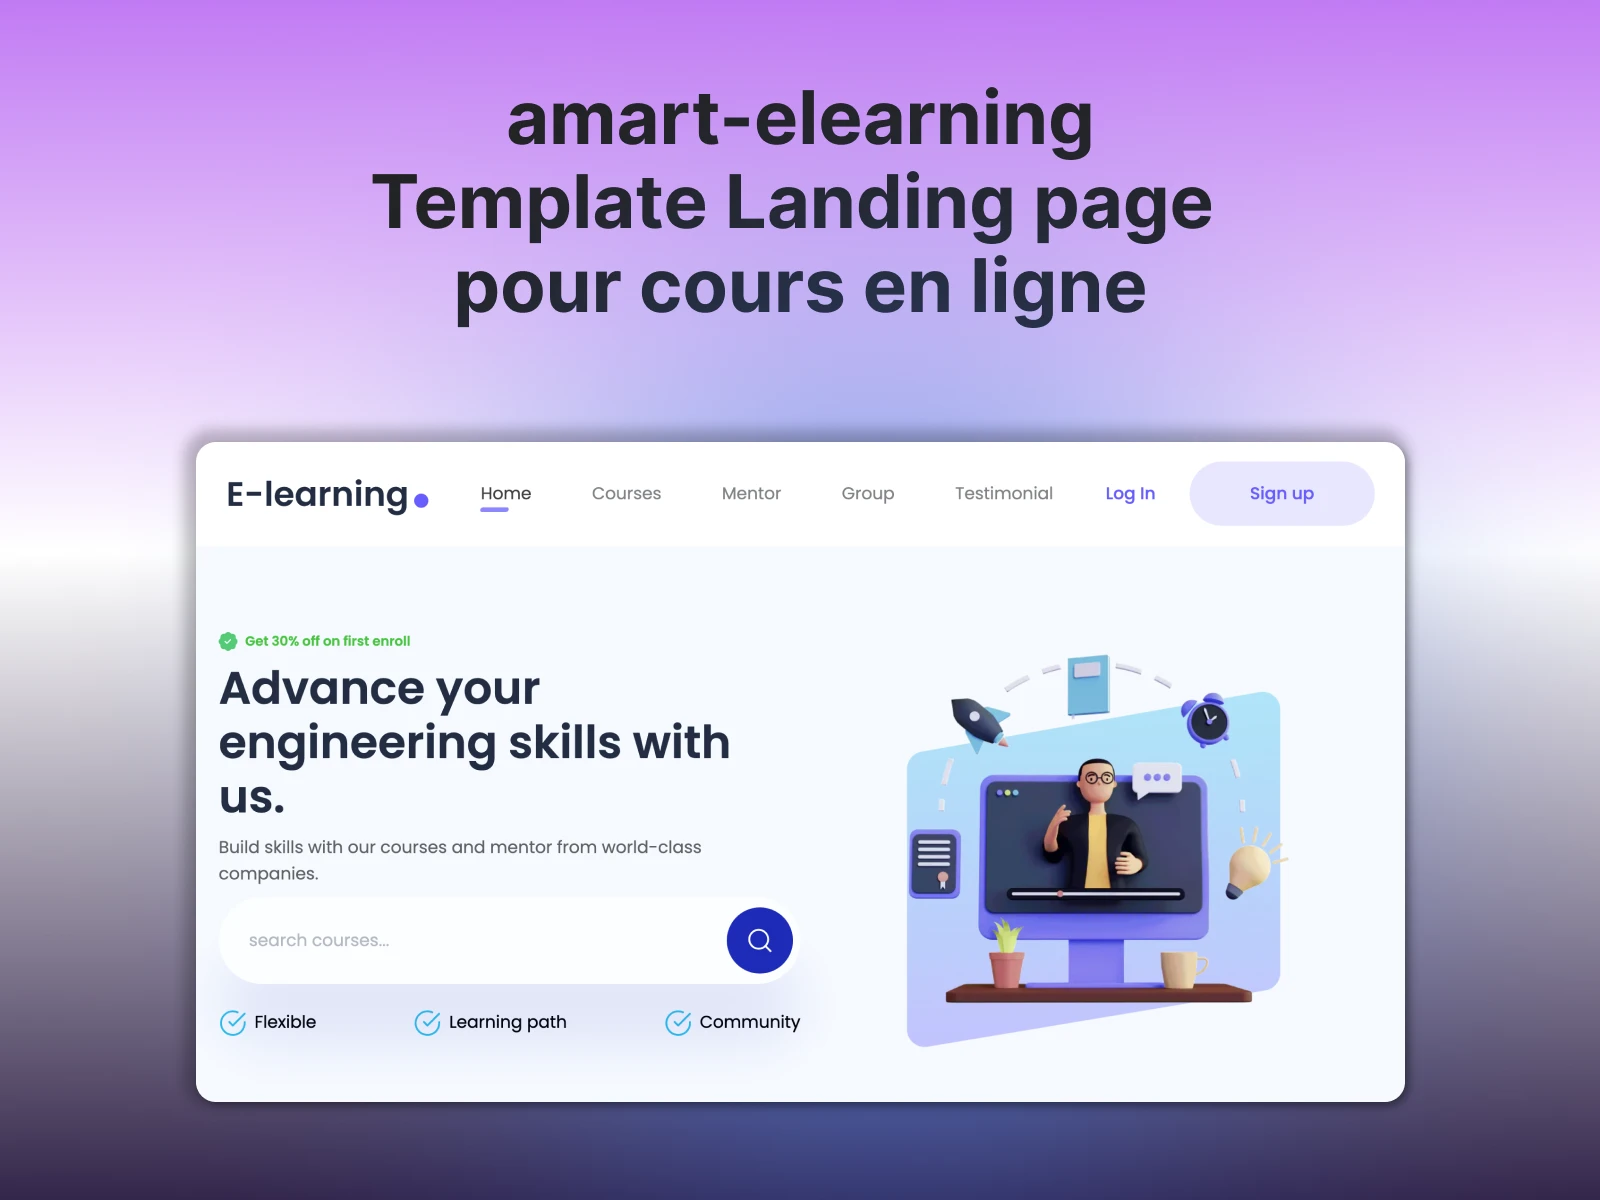 amart-elearning
Template Landing page
pour cours en ligne
E-learning
Home Courses Mentor Group Testimonial Log In Sign up
Get 30% off on first enroll
Advance your
engineering skills with
us.
Build skills with our courses and mentor from world-class
companies.
search courses...
Flexible Learning path Community